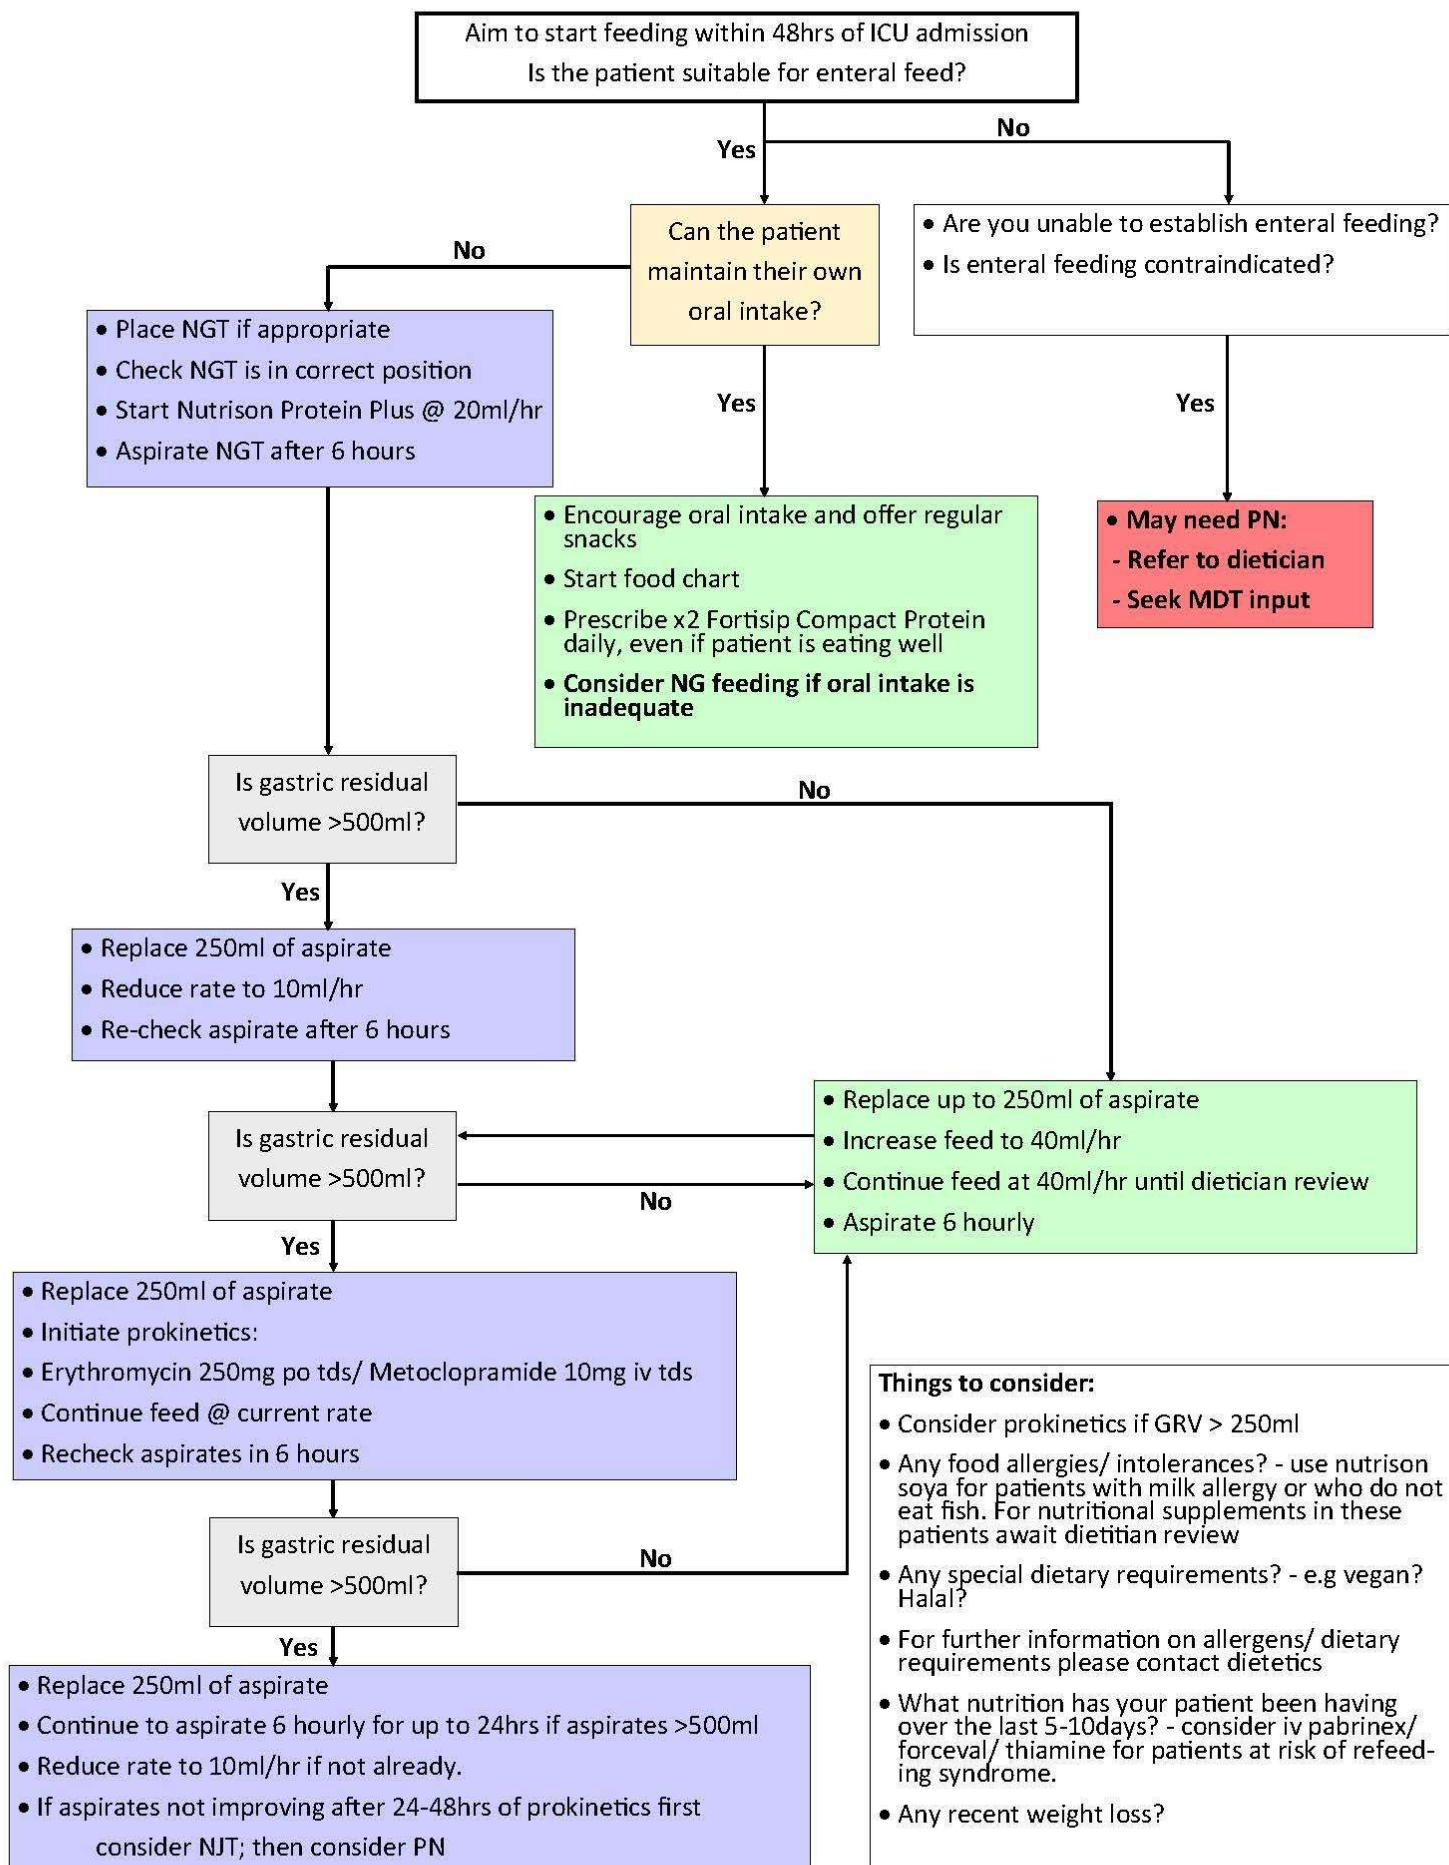 Aim to start feeding within 48hrs of ICU admission
Is the patient suitable for enteral feed?
No
Yes
Can the patient
maintain their own
oral intake?
• Are you unable to establish enteral feeding?
• Is enteral feeding contraindicated?
No
• Place NGT if appropriate
• Check NGT is in correct position
• Start Nutrison Protein Plus @ 20ml/hr
• Aspirate NGT after 6 hours
Yes
Yes
• Encourage oral intake and offer regular
snacks
• Start food chart
• Prescribe x2 Fortisip Compact Protein
daily, even if patient is eating well
• Consider NG feeding if oral intake is
inadequate
• May need PN:
- Refer to dietician
- Seek MDT input
Is gastric residual
volume >500ml?
No
Yes
• Replace 250ml of aspirate
• Reduce rate to 10ml/hr
• Re-check aspirate after 6 hours
Is gastric residual
volume >500ml?
No
• Replace up to 250ml of aspirate
• Increase feed to 40ml/hr
• Continue feed at 40ml/hr until dietician review
• Aspirate 6 hourly
Yes
• Replace 250ml of aspirate
• Initiate prokinetics:
• Erythromycin 250mg po tds/ Metoclopramide 10mg iv tds
• Continue feed @ current rate
• Recheck aspirates in 6 hours
Is gastric residual
volume >500ml?
No
Yes
• Replace 250ml of aspirate
• Continue to aspirate 6 hourly for up to 24hrs if aspirates >500ml
• Reduce rate to 10ml/hr if not already.
• If aspirates not improving after 24-48hrs of prokinetics first
consider NJT; then consider PN
Things to consider:
• Consider prokinetics if GRV > 250ml
• Any food allergies/ intolerances? - use nutrison
soya for patients with milk allergy or who do not
eat fish. For nutritional supplements in these
patients await dietitian review
• Any special dietary requirements? - e.g vegan?
Halal?
• For further information on allergens/ dietary
requirements please contact dietetics
• What nutrition has your patient been having
over the last 5-10days? - consider iv pabrinex/
forceval/ thiamine for patients at risk of refeed-
ing syndrome.
• Any recent weight loss?